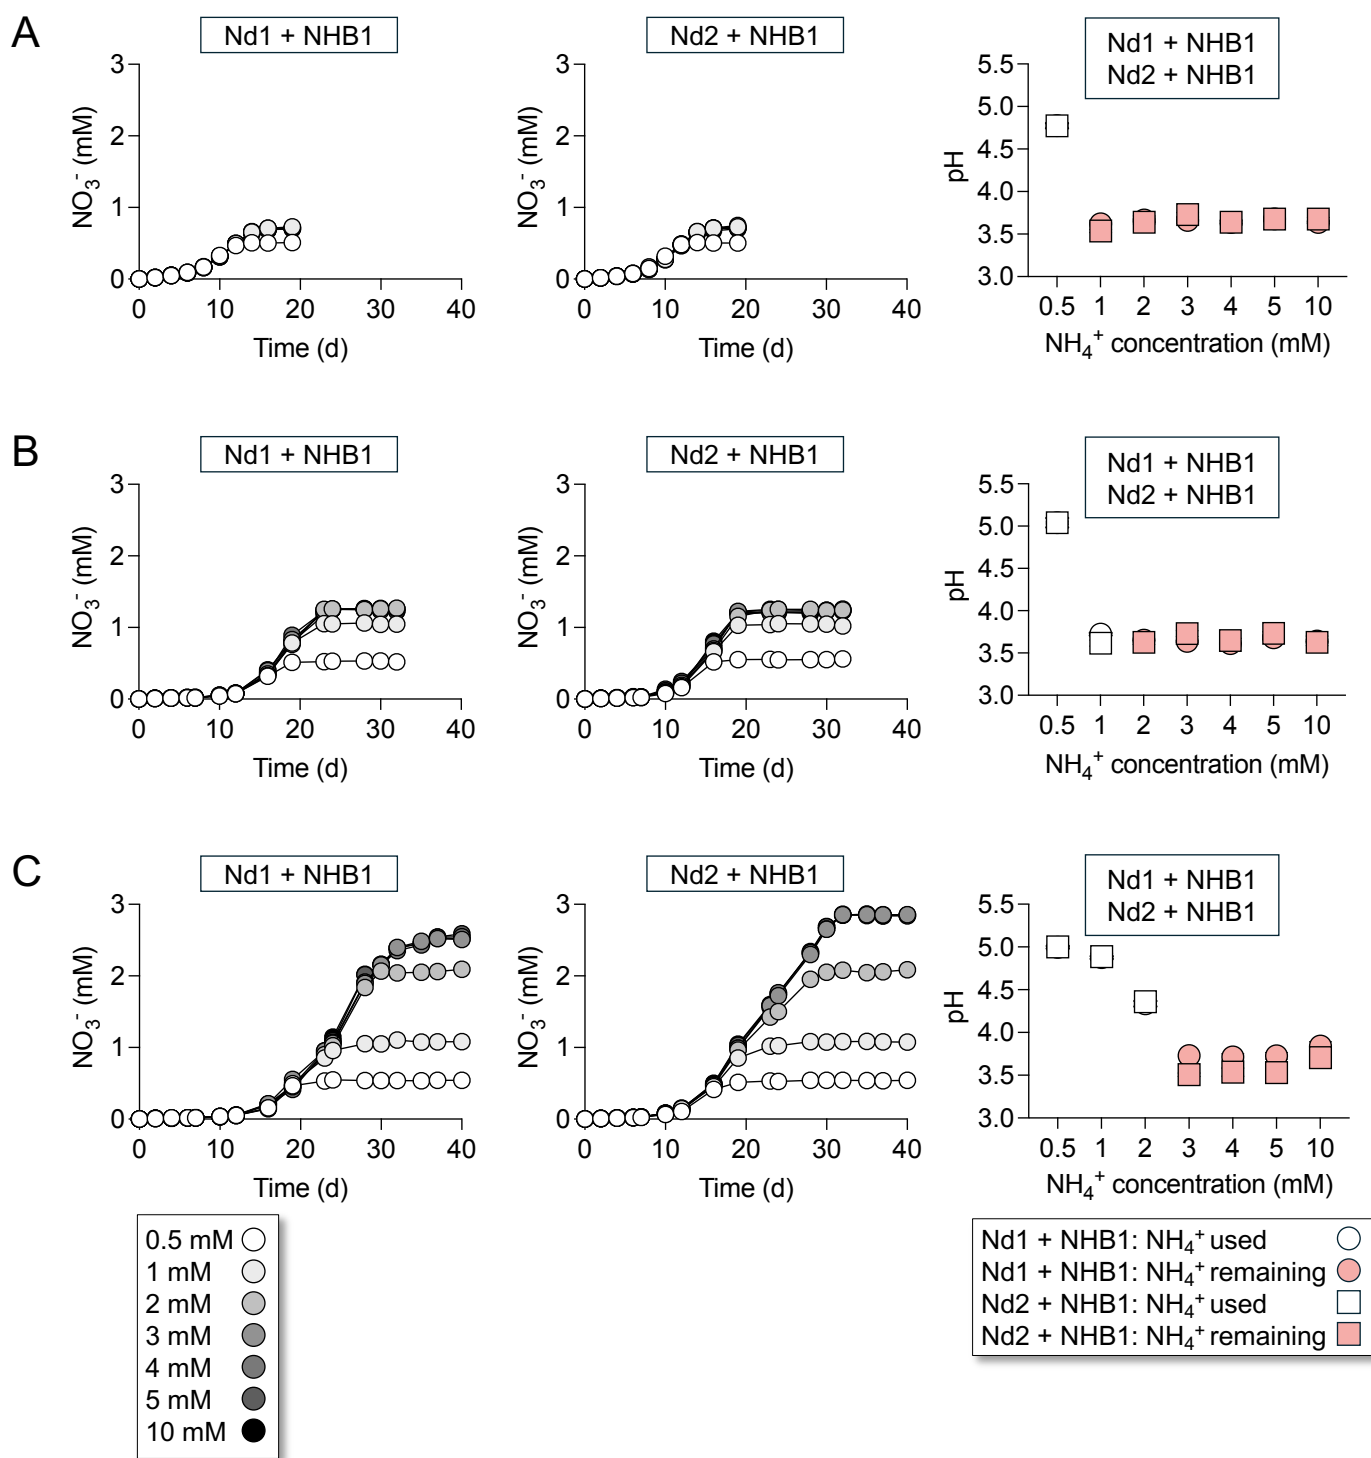 A
Nd1 + NHB1
Nd2 + NHB1
Nd1 + NHB1
Nd2 + NHB1
NO₃⁻ (mM)
3
2
1
0
0 10 20 30 40
Time (d)
NO₃⁻ (mM)
3
2
1
0
0 10 20 30 40
Time (d)
pH
5.5
5.0
4.5
4.0
3.5
3.0
0.5 1 2 3 4 5 10
NH₄⁺ concentration (mM)
B
Nd1 + NHB1
Nd2 + NHB1
Nd1 + NHB1
Nd2 + NHB1
NO₃⁻ (mM)
3
2
1
0
0 10 20 30 40
Time (d)
NO₃⁻ (mM)
3
2
1
0
0 10 20 30 40
Time (d)
pH
5.5
5.0
4.5
4.0
3.5
3.0
0.5 1 2 3 4 5 10
NH₄⁺ concentration (mM)
C
Nd1 + NHB1
Nd2 + NHB1
Nd1 + NHB1
Nd2 + NHB1
NO₃⁻ (mM)
3
2
1
0
0 10 20 30 40
Time (d)
NO₃⁻ (mM)
3
2
1
0
0 10 20 30 40
Time (d)
pH
5.5
5.0
4.5
4.0
3.5
3.0
0.5 1 2 3 4 5 10
NH₄⁺ concentration (mM)
0.5 mM
1 mM
2 mM
3 mM
4 mM
5 mM
10 mM
Nd1 + NHB1: NH₄⁺ used
Nd1 + NHB1: NH₄⁺ remaining
Nd2 + NHB1: NH₄⁺ used
Nd2 + NHB1: NH₄⁺ remaining